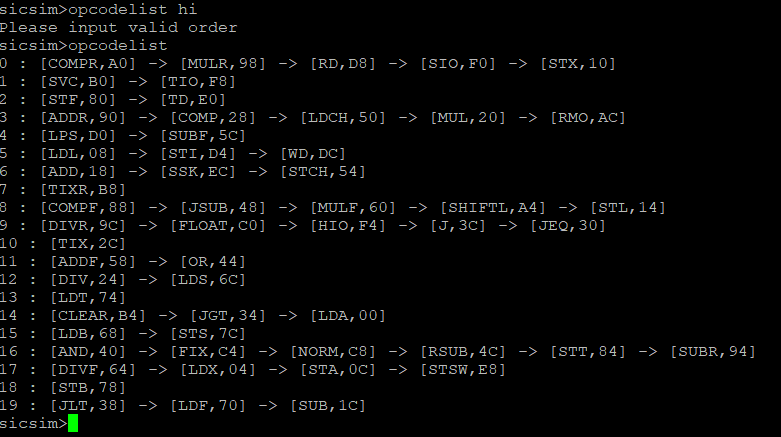 sicsim>opcodelist hi
Please input valid order
sicsim>opcodelist
0 : [COMPR,A0] -> [MULR,98] -> [RD,D8] -> [SIO,F0] -> [STX,10]
1 : [SVC,B0] -> [TIO,F8]
2 : [STF,80] -> [TD,E0]
3 : [ADDR,90] -> [COMP,28] -> [LDCH,50] -> [MUL,20] -> [RMO,AC]
4 : [LPS,D0] -> [SUBF,5C]
5 : [LDL,08] -> [STI,D4] -> [WD,DC]
6 : [ADD,18] -> [SSK,EC] -> [STCH,54]
7 : [TIXR,B8]
8 : [COMPF,88] -> [JSUB,48] -> [MULF,60] -> [SHIFTL,A4] -> [STL,14]
9 : [DIVR,9C] -> [FLOAT,C0] -> [HIO,F4] -> [J,3C] -> [JEQ,30]
10 : [TIX,2C]
11 : [ADDF,58] -> [OR,44]
12 : [DIV,24] -> [LDS,6C]
13 : [LDT,74]
14 : [CLEAR,B4] -> [JGT,34] -> [LDA,00]
15 : [LDB,68] -> [STS,7C]
16 : [AND,40] -> [FIX,C4] -> [NORM,C8] -> [RSUB,4C] -> [STT,84] -> [SUBR,94]
17 : [DIVF,64] -> [LDX,04] -> [STA,0C] -> [STSW,E8]
18 : [STB,78]
19 : [JLT,38] -> [LDF,70] -> [SUB,1C]
sicsim>